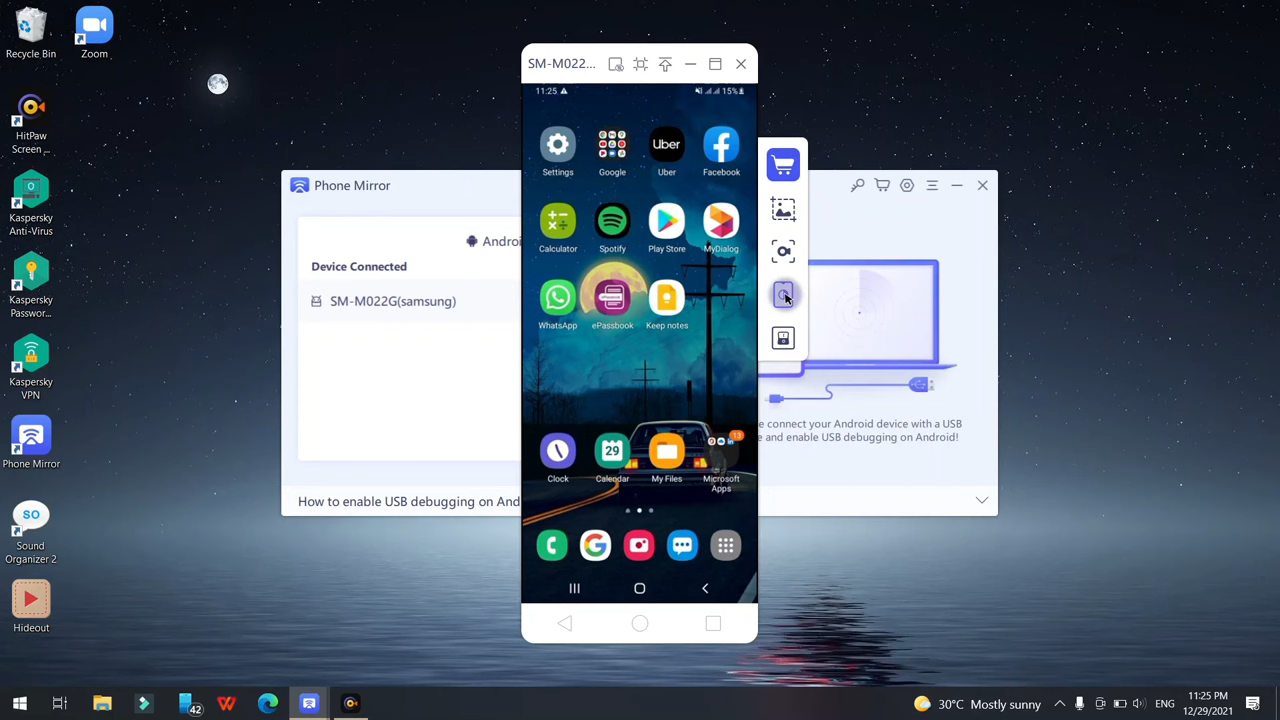 Recycle Bin
Zoom
HitPaw
Screen ...
Kaspersky
Anti-Virus
Kaspersky
Passwor...
Kaspersky
VPN
Phone Mirror
SO
Sound
Organizer 2
Hideout
Phone Mirror
Device Connected
SM-M022G(samsung)
How to enable USB debugging on And
SM-M022...
11:25
15%
Settings
Google
Uber
Uber
Facebook
Calculator
Spotify
Play Store
MyDialog
WhatsApp
ePassbook
Keep notes
13
29
Clock
Calendar
My Files
Microsoft
Apps
e connect your Android device with a USB
e and enable USB debugging on Android!
42
30°C Mostly sunny
ENG
11:25 PM
12/29/2021